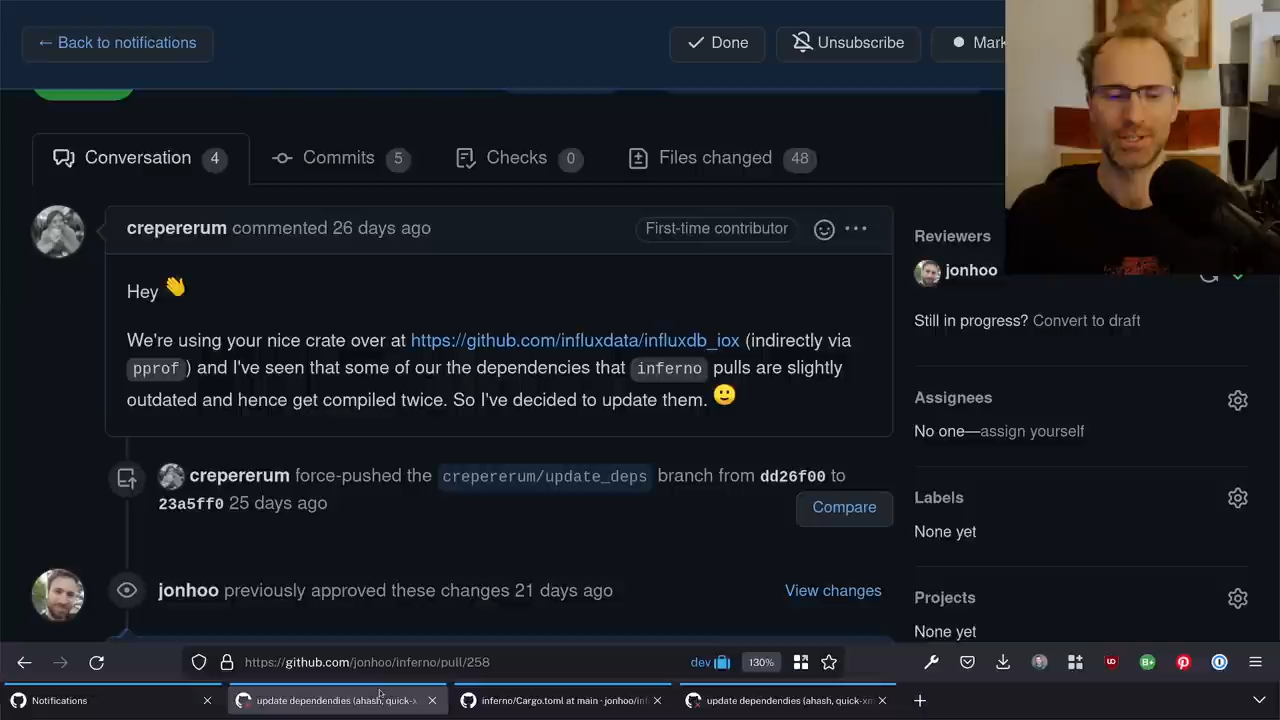 ← Back to notifications
Done
Unsubscribe
Mark
Conversation 4
Commits 5
Checks 0
Files changed 48
crepererum commented 26 days ago
First-time contributor
Hey 👋
We're using your nice crate over at https://github.com/influxdata/influxdb_iox (indirectly via
pprof ) and I've seen that some of our the dependencies that inferno pulls are slightly
outdated and hence get compiled twice. So I've decided to update them. 🙂
crepererum force-pushed the crepererum/update_deps branch from dd26f00 to
23a5ff0 25 days ago
Compare
jonhoo previously approved these changes 21 days ago
View changes
Reviewers
jonhoo
Still in progress? Convert to draft
Assignees
No one—assign yourself
Labels
None yet
Projects
None yet
https://github.com/jonhoo/inferno/pull/258
dev
130%
Notifications
update dependendies (ahash, quick-x
inferno/Cargo.toml at main · jonhoo/inf
update dependendies (ahash, quick-xm